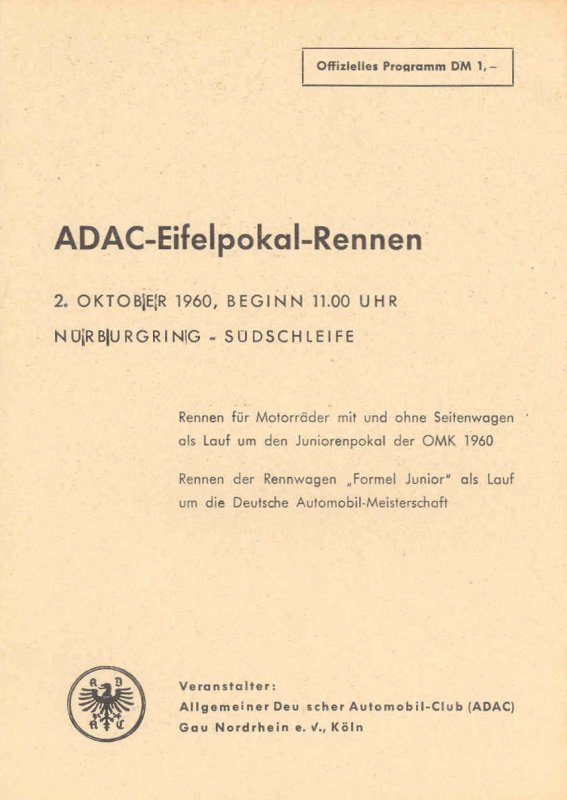 Offizielles Programm DM 1,–
ADAC-Eifelpokal-Rennen
2. OKTOBER 1960, BEGINN 11.00 UHR
NÜRBURGRING - SÜDSCHLEIFE
Rennen für Motorräder mit und ohne Seitenwagen
als Lauf um den Juniorenpokal der OMK 1960
Rennen der Rennwagen „Formel Junior" als Lauf
um die Deutsche Automobil-Meisterschaft
A D
A C
Veranstalter:
Allgemeiner Deu scher Automobil-Club (ADAC)
Gau Nordrhein e. V., Köln